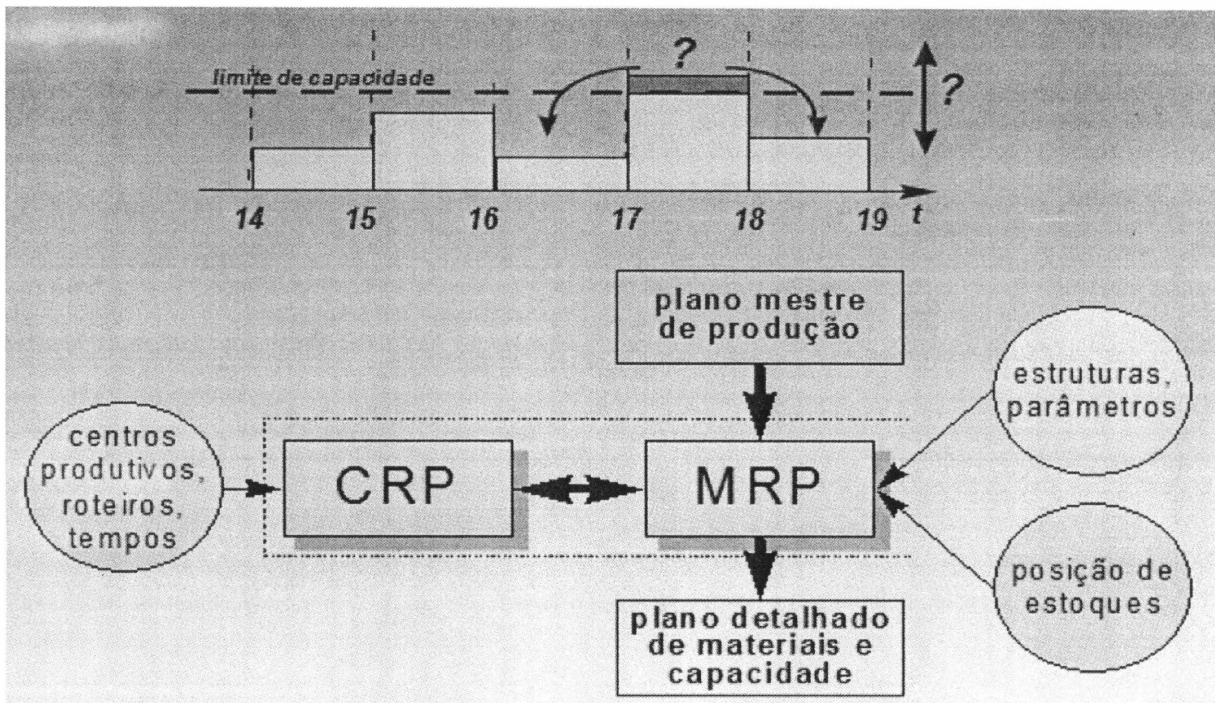 ?
limite de capacidade
?
14 15 16 17 18 19 t
plano mestre
de produção
estruturas,
parâmetros
centros
produtivos,
roteiros,
tempos
CRP
MRP
posição de
estoques
plano detalhado
de materiais e
capacidade